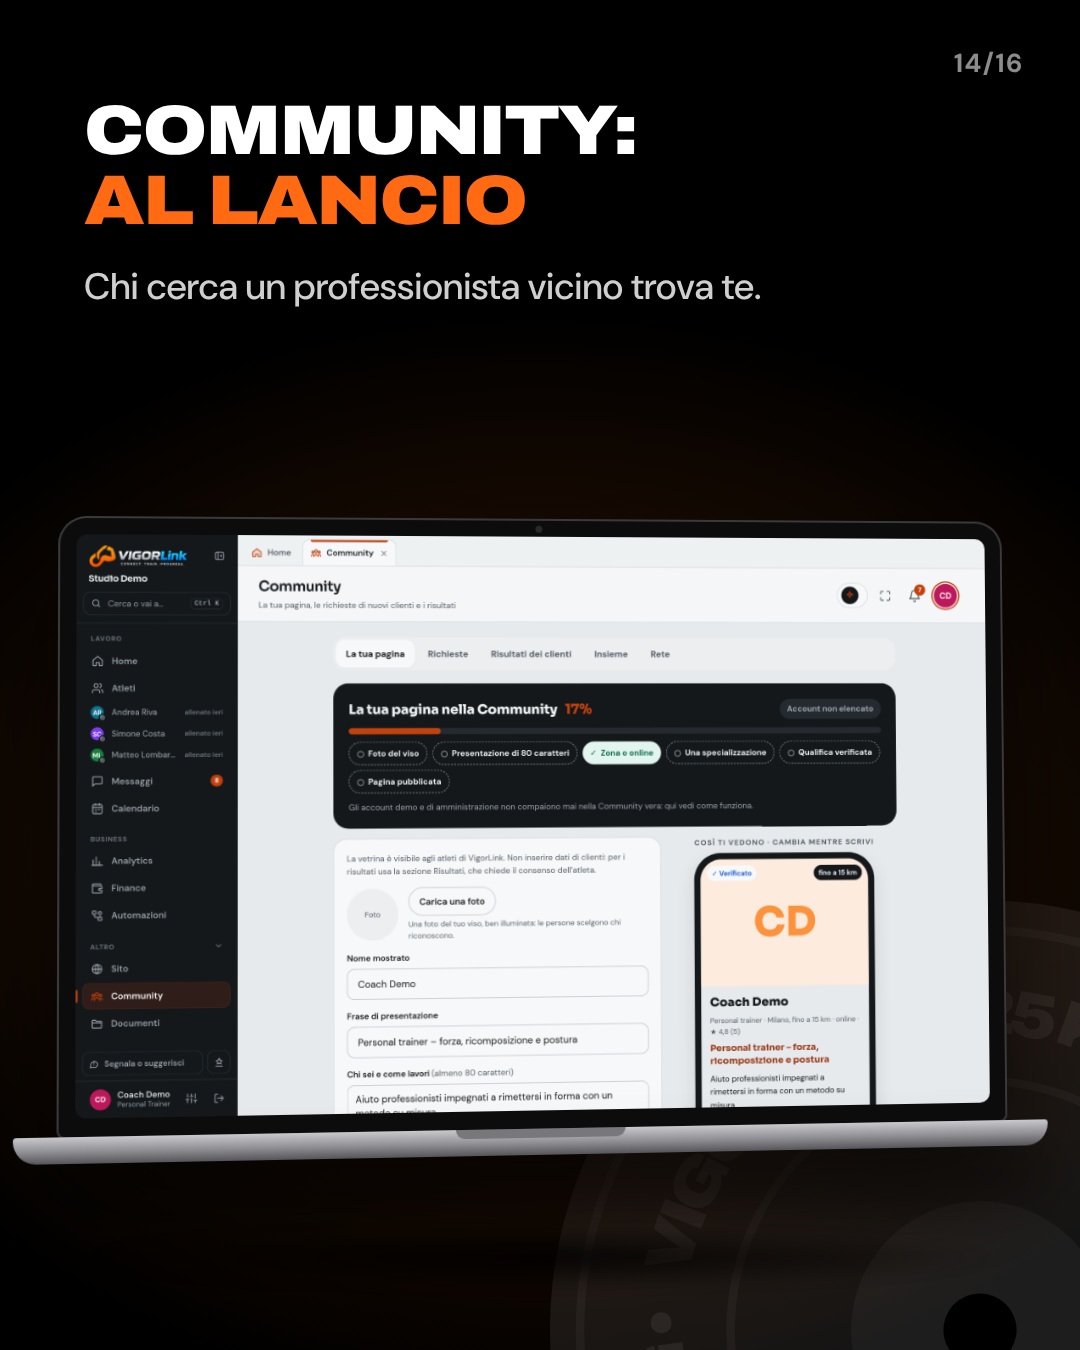 14/16
COMMUNITY:
AL LANCIO
Chi cerca un professionista vicino trova te.
VIGORLink
CONNECT. TRAIN. PROGRESS.
Studio Demo
Cerca o vai a...
Ctrl K
LAVORO
Home
Atleti
Andrea Riva
allenato ieri
Simone Costa
allenato ieri
Matteo Lombar...
allenato ieri
Messaggi
8
Calendario
BUSINESS
Analytics
Finance
Automazioni
ALTRO
Sito
Community
Documenti
Segnala o suggerisci
CD
Coach Demo
Personal Trainer
Home
Community
Community
La tua pagina, le richieste di nuovi clienti e i risultati
7
CD
La tua pagina
Richieste
Risultati dei clienti
Insieme
Rete
La tua pagina nella Community 17%
Account non elencato
Foto del viso
Presentazione di 80 caratteri
✓ Zona o online
Una specializzazione
Qualifica verificata
Pagina pubblicata
Gli account demo e di amministrazione non compaiono mai nella Community vera: qui vedi come funziona.
La vetrina è visibile agli atleti di VigorLink. Non inserire dati di clienti: per i
risultati usa la sezione Risultati, che chiede il consenso dell'atleta.
Foto
Carica una foto
Una foto del tuo viso, ben illuminata: le persone scelgono chi
riconoscono.
Nome mostrato
Coach Demo
Frase di presentazione
Personal trainer – forza, ricomposizione e postura
Chi sei e come lavori (almeno 80 caratteri)
Aiuto professionisti impegnati a rimettersi in forma con un
metodo su misura
COSÌ TI VEDONO · CAMBIA MENTRE SCRIVI
✓ Verificato
fino a 15 km
CD
Coach Demo
Personal trainer · Milano, fino a 15 km · online ·
★ 4,8 (5)
Personal trainer – forza,
ricomposizione e postura
Aiuto professionisti impegnati a
rimettersi in forma con un metodo su
misura